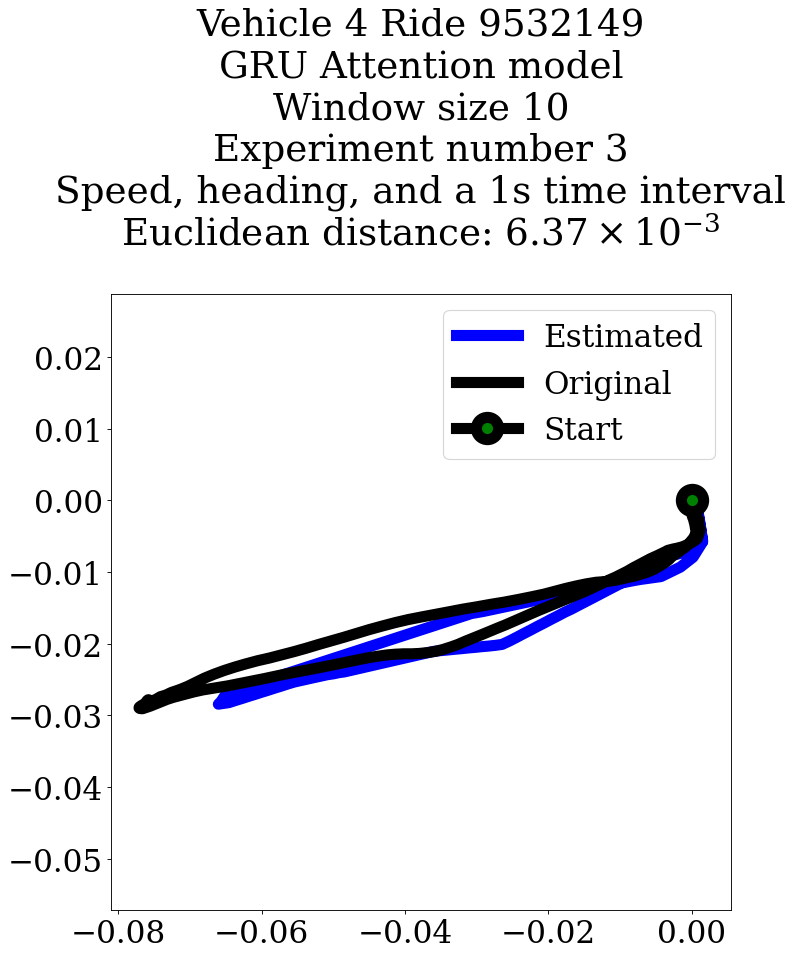 Vehicle 4 Ride 9532149
GRU Attention model
Window size 10
Experiment number 3
Speed, heading, and a 1s time interval
Euclidean distance: 6.37 × 10⁻³
Estimated
Original
Start
0.02
0.01
0.00
−0.01
−0.02
−0.03
−0.04
−0.05
−0.08 −0.06 −0.04 −0.02 0.00